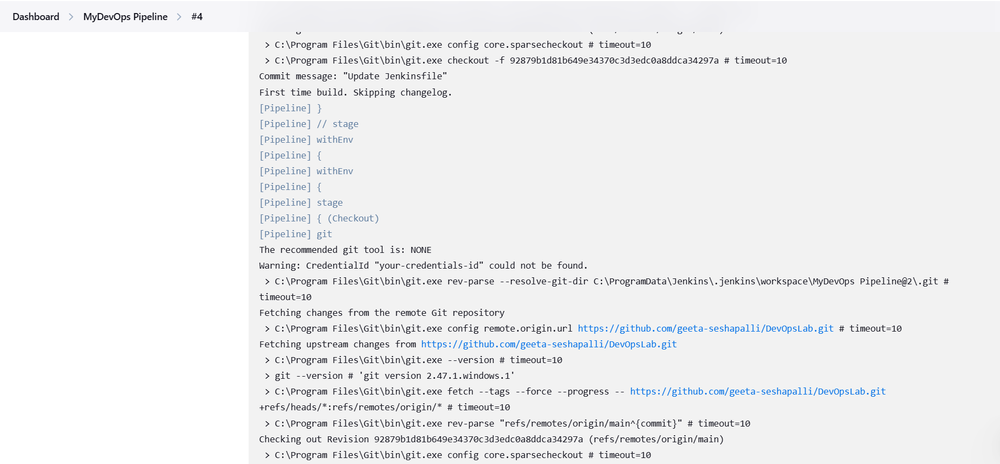 Dashboard > MyDevOps Pipeline > #4
> C:\Program Files\Git\bin\git.exe config core.sparsecheckout # timeout=10
> C:\Program Files\Git\bin\git.exe checkout -f 92879b1d81b649e34370c3d3edc0a8ddca34297a # timeout=10
Commit message: "Update Jenkinsfile"
First time build. Skipping changelog.
[Pipeline] }
[Pipeline] // stage
[Pipeline] withEnv
[Pipeline] {
[Pipeline] withEnv
[Pipeline] {
[Pipeline] stage
[Pipeline] { (Checkout)
[Pipeline] git
The recommended git tool is: NONE
Warning: CredentialId "your-credentials-id" could not be found.
> C:\Program Files\Git\bin\git.exe rev-parse --resolve-git-dir C:\ProgramData\Jenkins\.jenkins\workspace\MyDevOps Pipeline@2\.git #
timeout=10
Fetching changes from the remote Git repository
> C:\Program Files\Git\bin\git.exe config remote.origin.url https://github.com/geeta-seshapalli/DevOpsLab.git # timeout=10
Fetching upstream changes from https://github.com/geeta-seshapalli/DevOpsLab.git
> C:\Program Files\Git\bin\git.exe --version # timeout=10
> git --version # 'git version 2.47.1.windows.1'
> C:\Program Files\Git\bin\git.exe fetch --tags --force --progress -- https://github.com/geeta-seshapalli/DevOpsLab.git
+refs/heads/*:refs/remotes/origin/* # timeout=10
> C:\Program Files\Git\bin\git.exe rev-parse "refs/remotes/origin/main^{commit}" # timeout=10
Checking out Revision 92879b1d81b649e34370c3d3edc0a8ddca34297a (refs/remotes/origin/main)
> C:\Program Files\Git\bin\git.exe config core.sparsecheckout # timeout=10